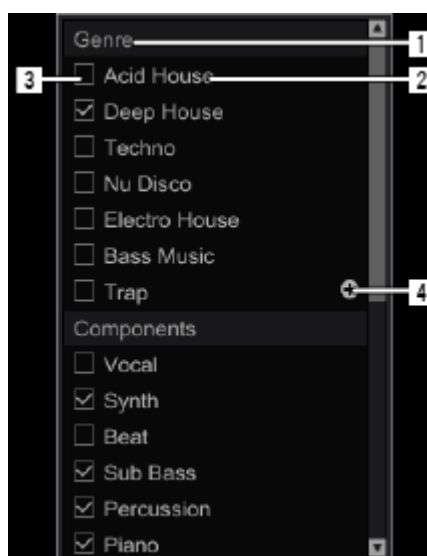 Genre 1
3 Acid House 2
Deep House
Techno
Nu Disco
Electro House
Bass Music
Trap 4
Components
Vocal
Synth
Beat
Sub Bass
Percussion
Piano